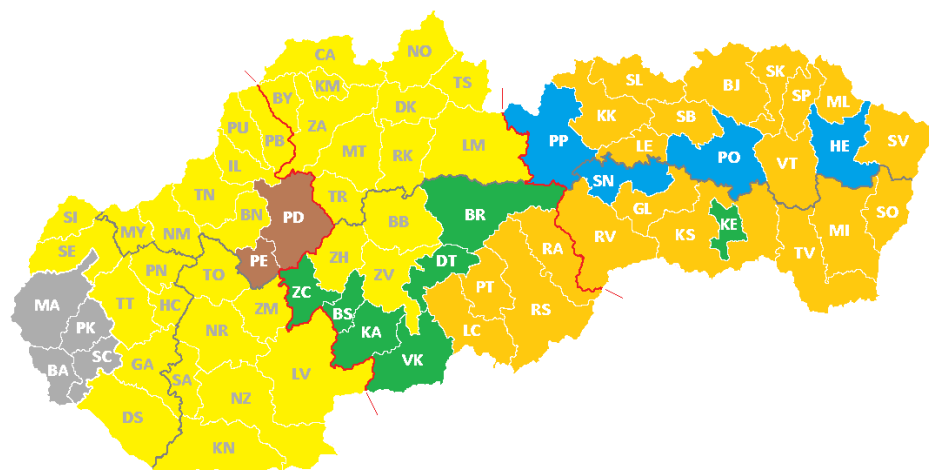 NO
CA
TS
BY
KM
DK
PU
PB
ZA
MT
RK
LM
IL
TN
TR
BN
PD
BB
BR
SI
MY
NM
SE
PE
ZH
ZV
DT
PN
TO
ZC
MA
TT
HC
ZM
BS
PK
NR
KA
VK
BA
SC
GA
SA
LV
NZ
DS
KN
SL
BJ
SK
SP
ML
KK
SB
PP
LE
PO
VT
HE
SV
SN
GL
KE
SO
RV
KS
TV
MI
RA
PT
RS
LC